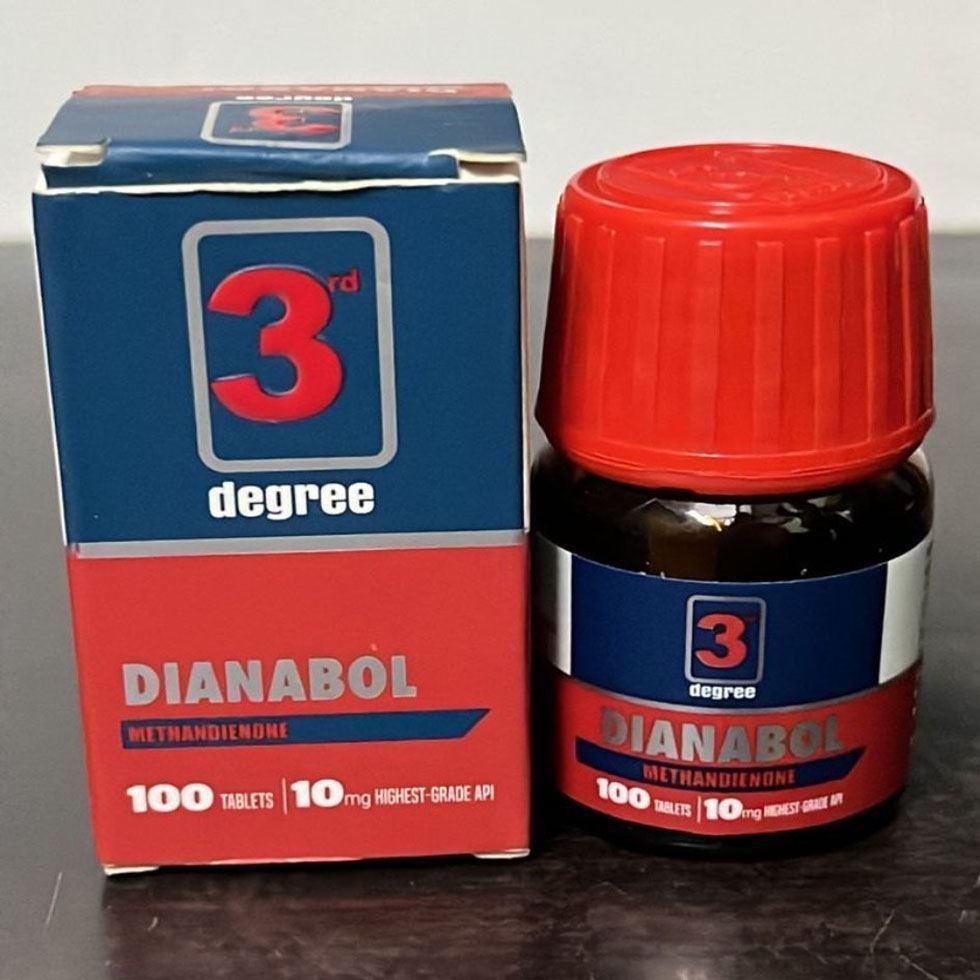 3rd
degree
DIANABOL
METHANDIENONE
100 TABLETS | 10mg HIGHEST-GRADE API
3
degree
DIANABOL
METHANDIENONE
100 TABLETS | 10mg HIGHEST-GRADE API